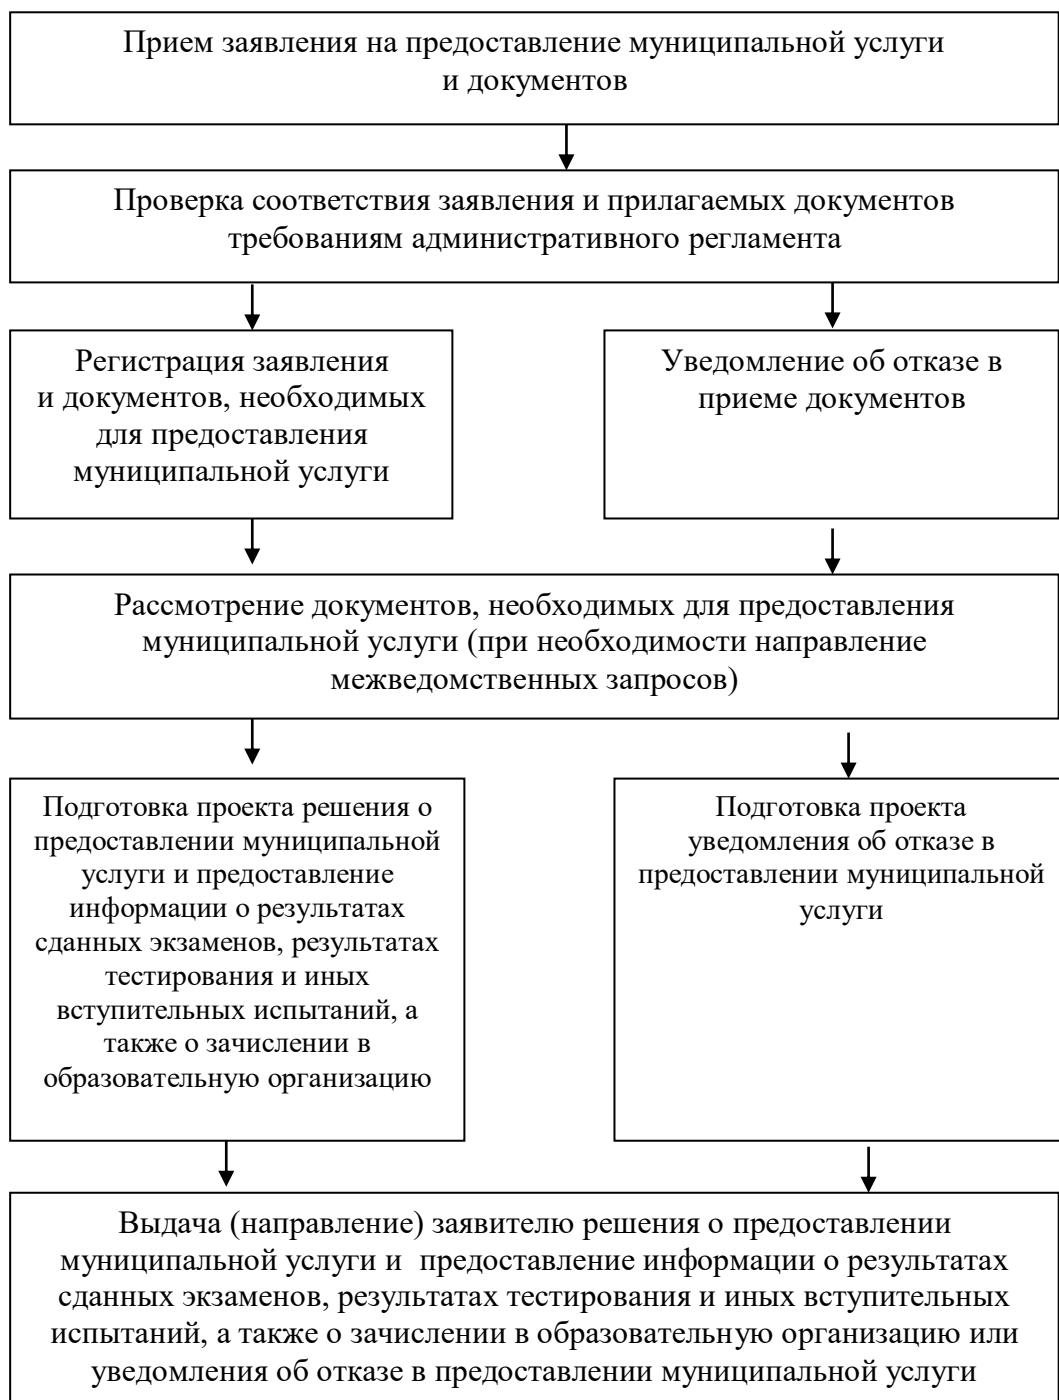 Прием заявления на предоставление муниципальной услуги
и документов
Проверка соответствия заявления и прилагаемых документов
требованиям административного регламента
Регистрация заявления
и документов, необходимых
для предоставления
муниципальной услуги
Уведомление об отказе в
приеме документов
Рассмотрение документов, необходимых для предоставления
муниципальной услуги (при необходимости направление
межведомственных запросов)
Подготовка проекта решения о
предоставлении муниципальной
услуги и предоставление
информации о результатах
сданных экзаменов, результатах
тестирования и иных
вступительных испытаний, а
также о зачислении в
образовательную организацию
Подготовка проекта
уведомления об отказе в
предоставлении муниципальной
услуги
Выдача (направление) заявителю решения о предоставлении
муниципальной услуги и предоставление информации о результатах
сданных экзаменов, результатах тестирования и иных вступительных
испытаний, а также о зачислении в образовательную организацию или
уведомления об отказе в предоставлении муниципальной услуги